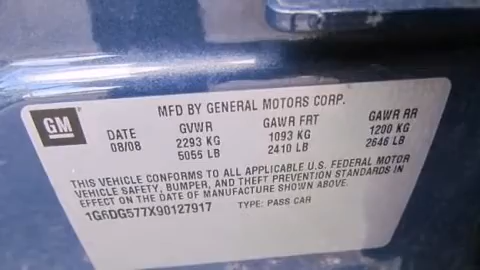 MFD BY GENERAL MOTORS CORP.
GM
DATE GVWR GAWR FRT GAWR RR
08/08 2293 KG 1093 KG 1200 KG
5055 LB 2410 LB 2646 LB
THIS VEHICLE CONFORMS TO ALL APPLICABLE U.S. FEDERAL MOTOR
VEHICLE SAFETY, BUMPER, AND THEFT PREVENTION STANDARDS IN
EFFECT ON THE DATE OF MANUFACTURE SHOWN ABOVE.
1G6DG577X90127917 TYPE: PASS CAR